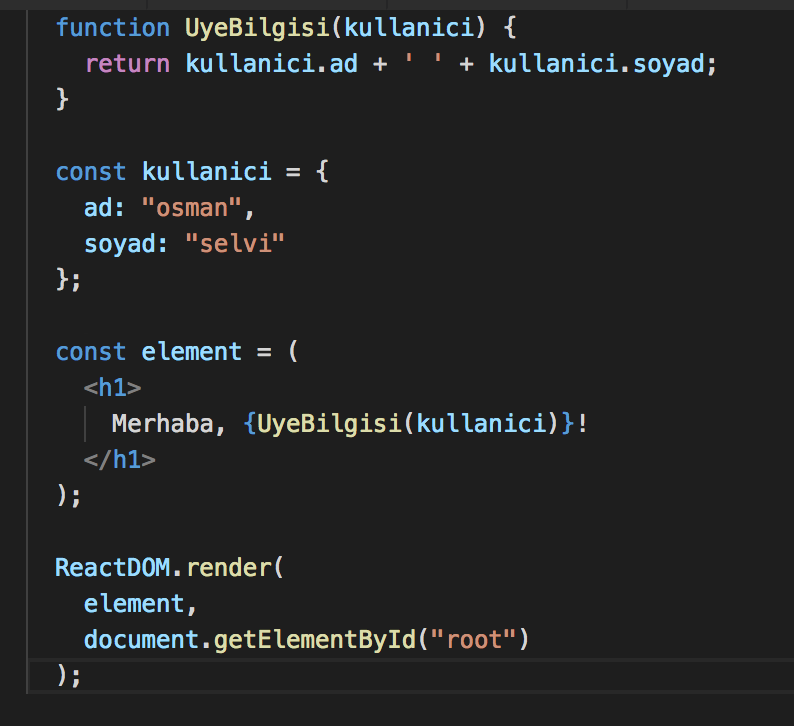 function UyeBilgisi(kullanici) {
  return kullanici.ad + ' ' + kullanici.soyad;
}

const kullanici = {
  ad: "osman",
  soyad: "selvi"
};

const element = (
  <h1>
    Merhaba, {UyeBilgisi(kullanici)}!
  </h1>
);

ReactDOM.render(
  element,
  document.getElementById("root")
);